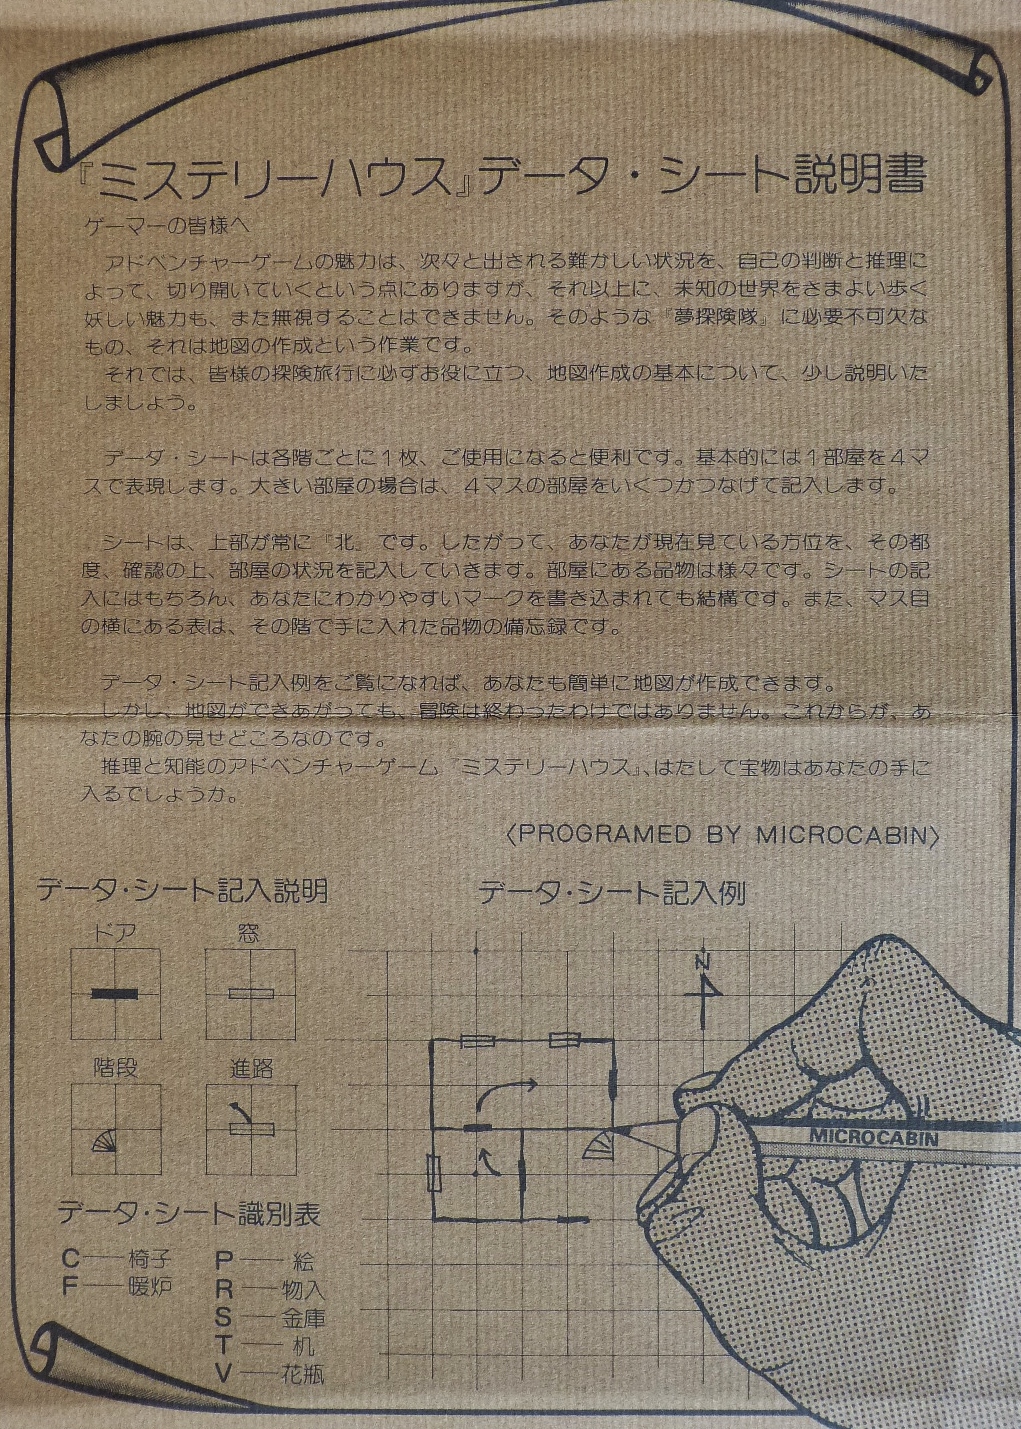 『ミステリーハウス』データ・シート説明書
ゲーマーの皆様へ
アドベンチャーゲームの魅力は、次々と出される難かしい状況を、自己の判断と推理に
よって、切り開いていくという点にありますが、それ以上に、未知の世界をさまよい歩く
妖しい魅力も、また無視することはできません。そのような『夢探険隊』に必要不可欠な
もの、それは地図の作成という作業です。
それでは、皆様の探険旅行に必ずお役に立つ、地図作成の基本について、少し説明いた
しましょう。
データ・シートは各階ごとに1枚、ご使用になると便利です。基本的には1部屋を4マ
スで表現します。大きい部屋の場合は、4マスの部屋をいくつかつなげて記入します。
シートは、上部が常に『北』です。したがって、あなたが現在見ている方位を、その都
度、確認の上、部屋の状況を記入していきます。部屋にある品物は様々です。シートの記
入にはもちろん、あなたにわかりやすいマークを書き込まれても結構です。また、マス目
の横にある表は、その階で手に入れた品物の備忘録です。
データ・シート記入例をご覧になれば、あなたも簡単に地図が作成できます。
しかし、地図ができあがっても、冒険は終わったわけではありません。これからが、あ
なたの腕の見せどころなのです。
推理と知能のアドベンチャーゲーム『ミステリーハウス』、はたして宝物はあなたの手に
入るでしょうか。
〈PROGRAMED BY MICROCABIN〉
データ・シート記入説明
データ・シート記入例
ドア
窓
N
階段
進路
MICROCABIN
データ・シート識別表
C——椅子
P——絵
F——暖炉
R——物入
S——金庫
T——机
V——花瓶